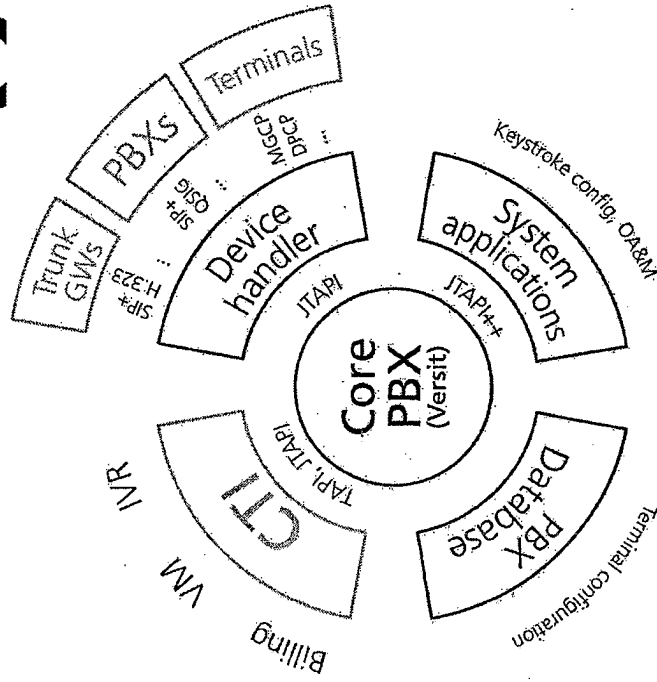 Terminals
PBXs
Trunk
GWs
MGCP
DPCP
...
SIP+
QSIG
...
SIP+
H.323
...
Device
handler
JTAPI
Keystroke config, OA&M
System
applications
JTAPI++
Core
PBX
(Versit)
TAPI, JTAPI
CTI
IVR
VM
Billing
PBX
Database
Terminal configuration